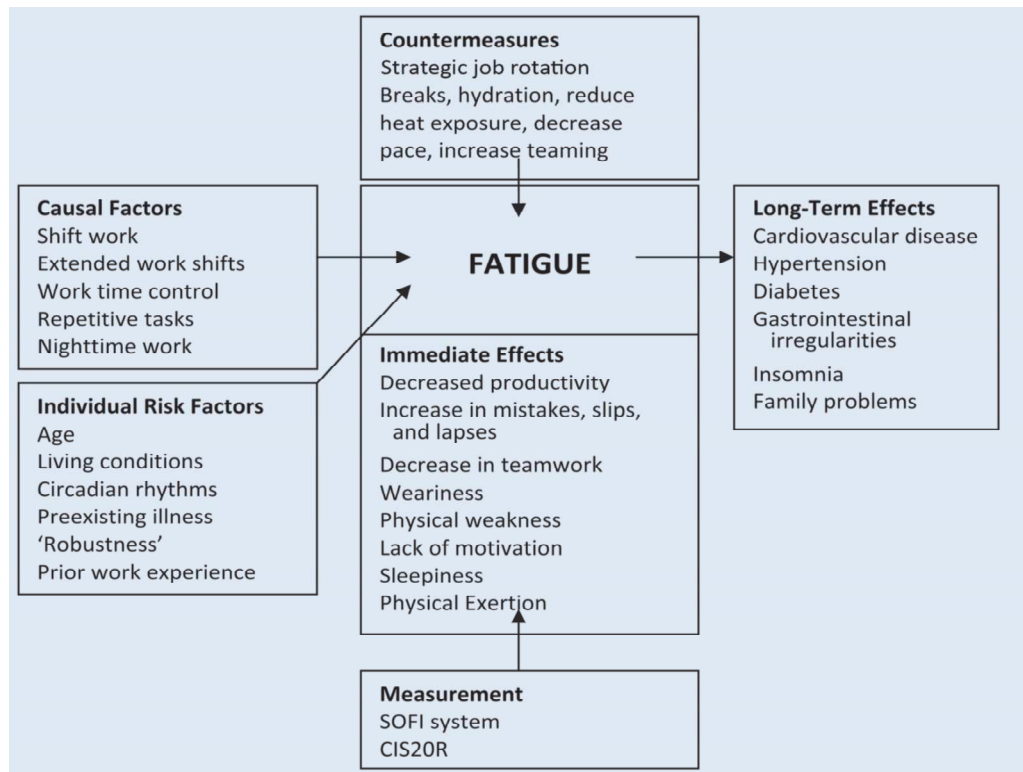 Countermeasures
Strategic job rotation
Breaks, hydration, reduce
heat exposure, decrease
pace, increase teaming
Causal Factors
Shift work
Extended work shifts
Work time control
Repetitive tasks
Nighttime work
Individual Risk Factors
Age
Living conditions
Circadian rhythms
Preexisting illness
‘Robustness’
Prior work experience
FATIGUE
Immediate Effects
Decreased productivity
Increase in mistakes, slips,
and lapses
Decrease in teamwork
Weariness
Physical weakness
Lack of motivation
Sleepiness
Physical Exertion
Long-Term Effects
Cardiovascular disease
Hypertension
Diabetes
Gastrointestinal
irregularities
Insomnia
Family problems
Measurement
SOFI system
CIS20R